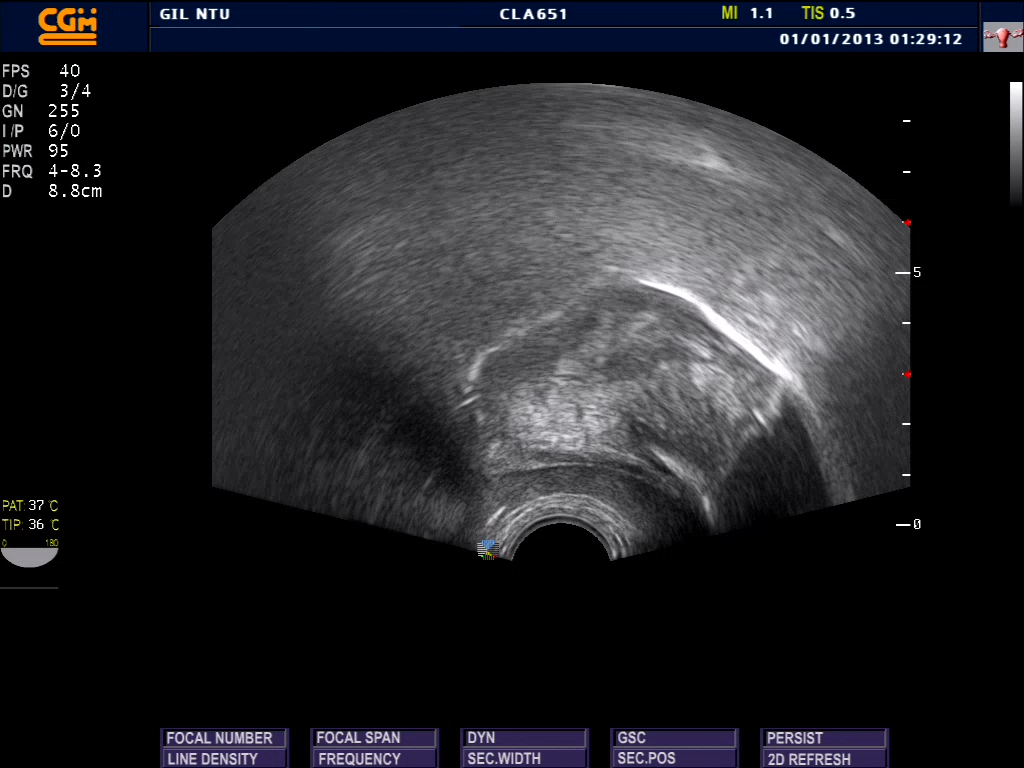 CGM
GIL NTU CLA651 MI 1.1 TIS 0.5
01/01/2013 01:29:12
FPS 40
D/G 3/4
GN 255
I/P 6/0
PWR 95
FRQ 4-8.3
D 8.8cm
5
PAT: 37 °C
TIP: 36 °C
0 180
0
FOCAL NUMBER FOCAL SPAN DYN GSC PERSIST
LINE DENSITY FREQUENCY SEC.WIDTH SEC.POS 2D REFRESH